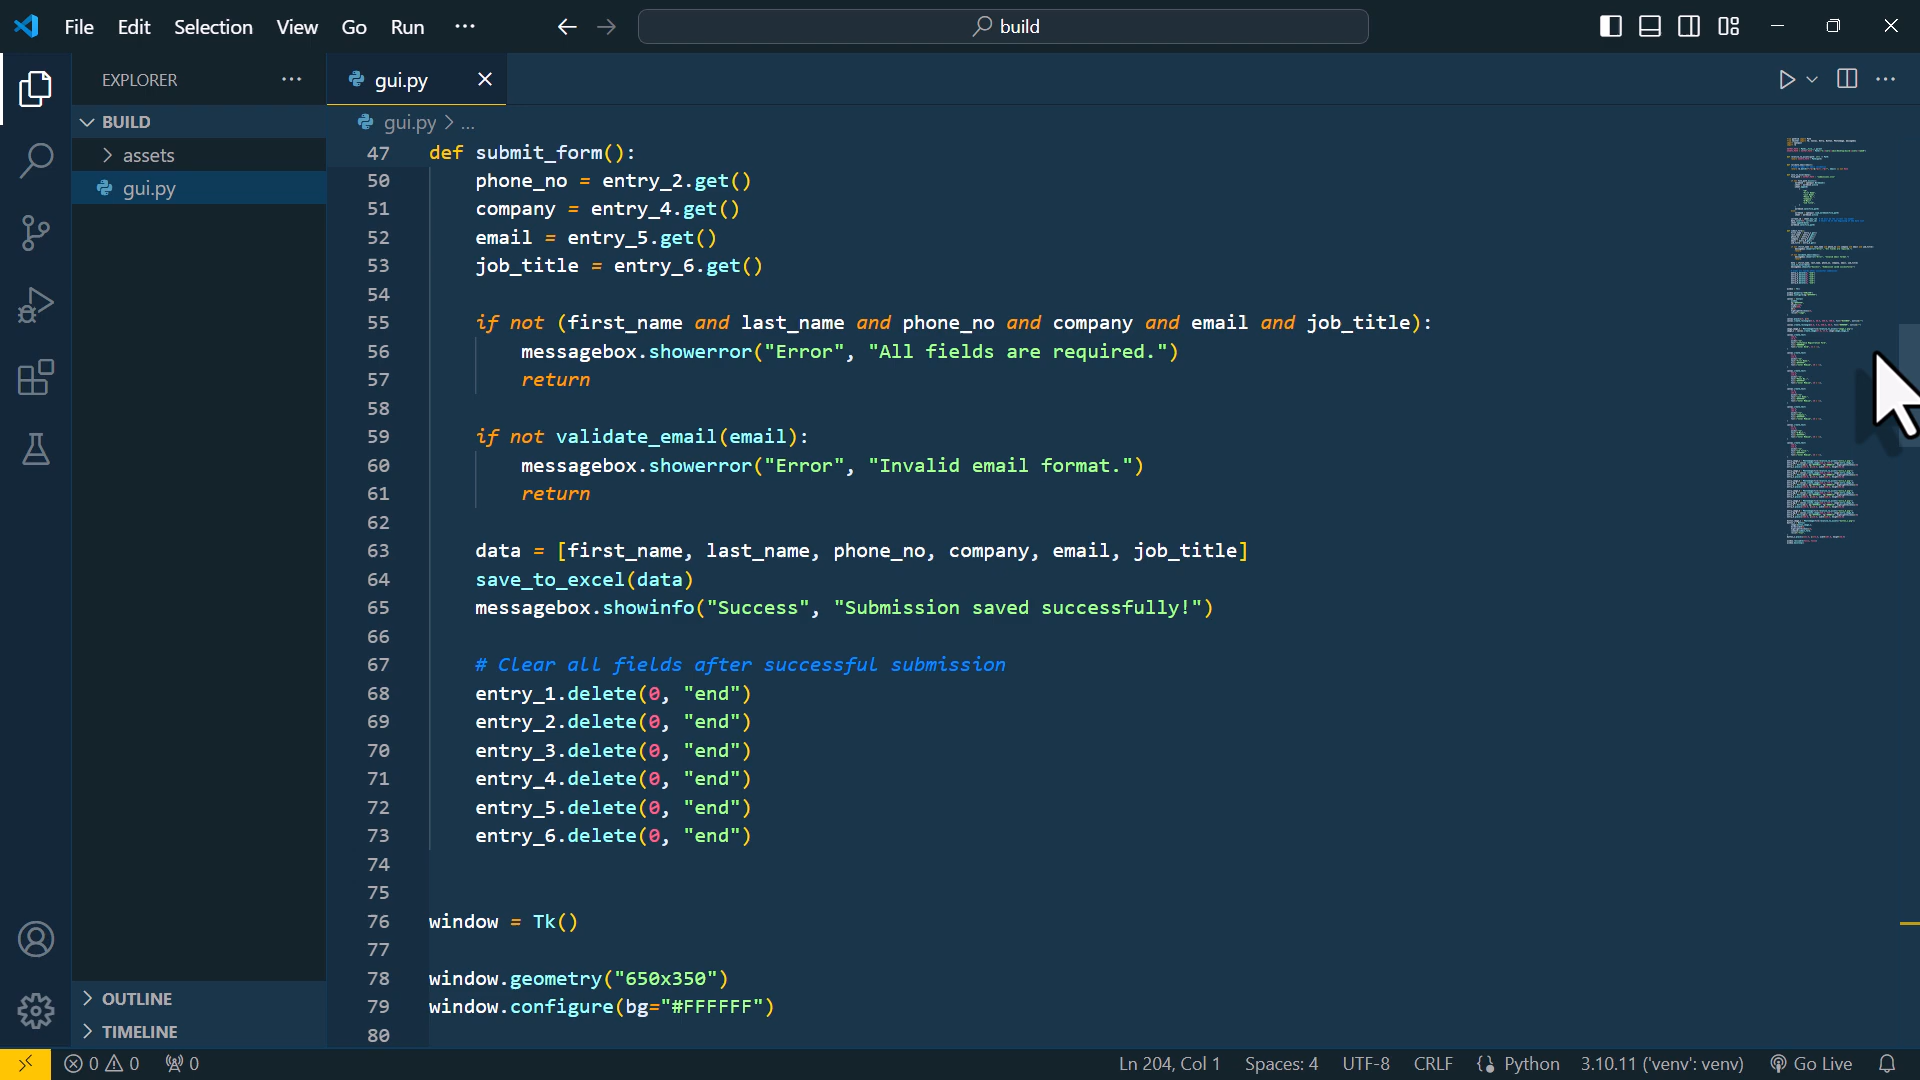 File Edit Selection View Go Run ...
build
EXPLORER ...
BUILD
assets
gui.py
OUTLINE
TIMELINE
gui.py
gui.py > ...
47 def submit_form():
50 phone_no = entry_2.get()
51 company = entry_4.get()
52 email = entry_5.get()
53 job_title = entry_6.get()
54
55 if not (first_name and last_name and phone_no and company and email and job_title):
56 messagebox.showerror("Error", "All fields are required.")
57 return
58
59 if not validate_email(email):
60 messagebox.showerror("Error", "Invalid email format.")
61 return
62
63 data = [first_name, last_name, phone_no, company, email, job_title]
64 save_to_excel(data)
65 messagebox.showinfo("Success", "Submission saved successfully!")
66
67 # Clear all fields after successful submission
68 entry_1.delete(0, "end")
69 entry_2.delete(0, "end")
70 entry_3.delete(0, "end")
71 entry_4.delete(0, "end")
72 entry_5.delete(0, "end")
73 entry_6.delete(0, "end")
74
75
76 window = Tk()
77
78 window.geometry("650x350")
79 window.configure(bg="#FFFFFF")
80
0 0 0 Ln 204, Col 1 Spaces: 4 UTF-8 CRLF Python 3.10.11 ('venv': venv) Go Live